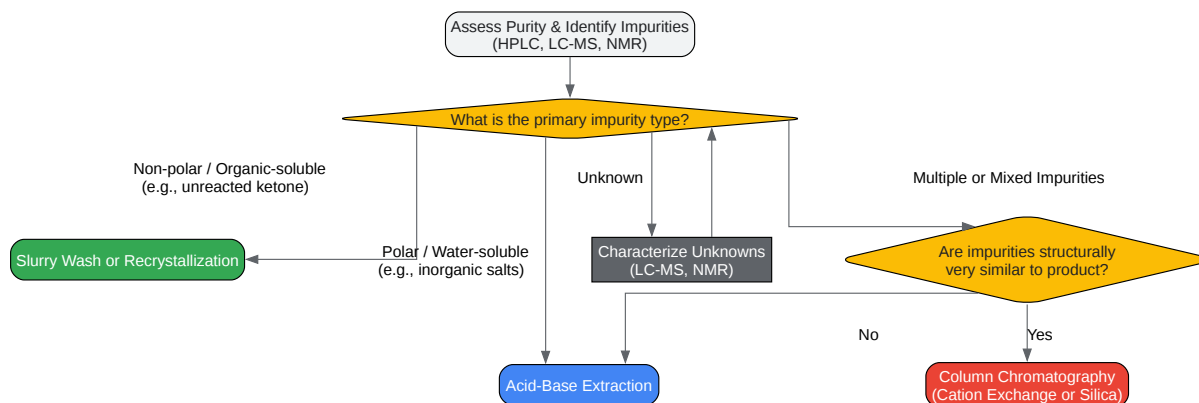 Assess Purity & Identify Impurities
(HPLC, LC-MS, NMR)
What is the primary impurity type?
Non-polar / Organic-soluble
(e.g., unreacted ketone)
Unknown
Multiple or Mixed Impurities
Slurry Wash or Recrystallization
Polar / Water-soluble
(e.g., inorganic salts)
Characterize Unknowns
(LC-MS, NMR)
Are impurities structurally
very similar to product?
No
Yes
Acid-Base Extraction
Column Chromatography
(Cation Exchange or Silica)